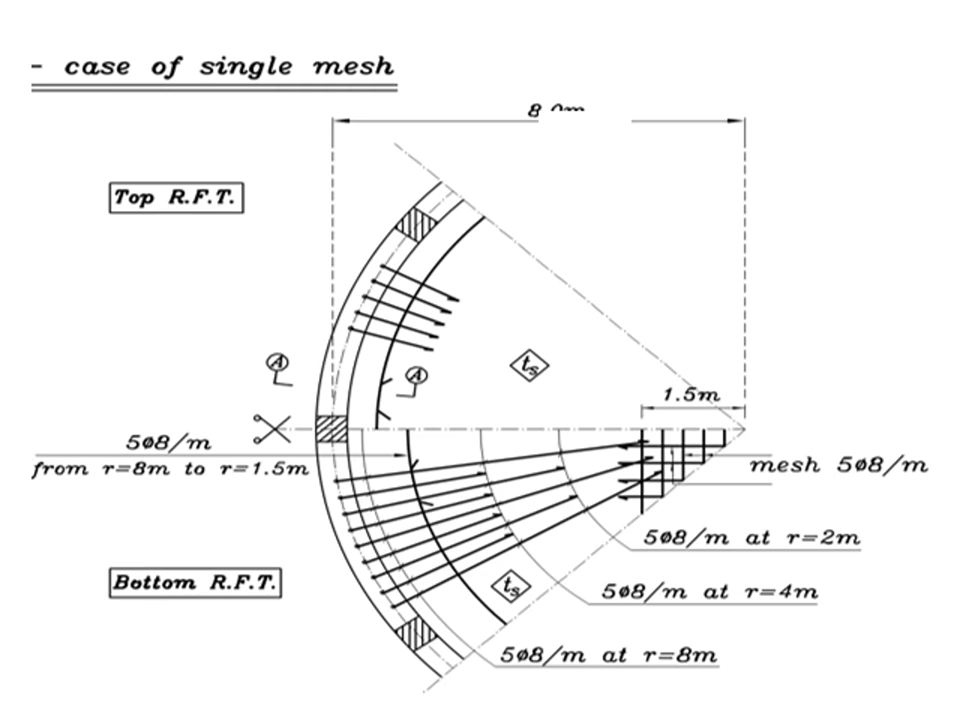 - case of single mesh
Top R.F.T.
A
A
ts
1.5m
5ø8/m
from r=8m to r=1.5m
mesh 5ø8/m
5ø8/m at r=2m
Bottom R.F.T.
ts
5ø8/m at r=4m
5ø8/m at r=8m